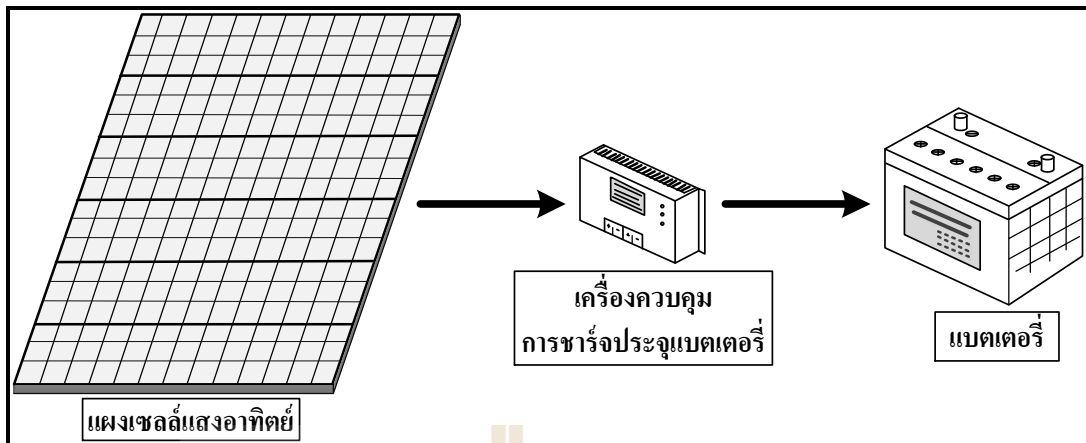 เครื่องควบคุม
การชาร์จประจุแบตเตอรี่
แบตเตอรี่
แผงเซลล์แสงอาทิตย์